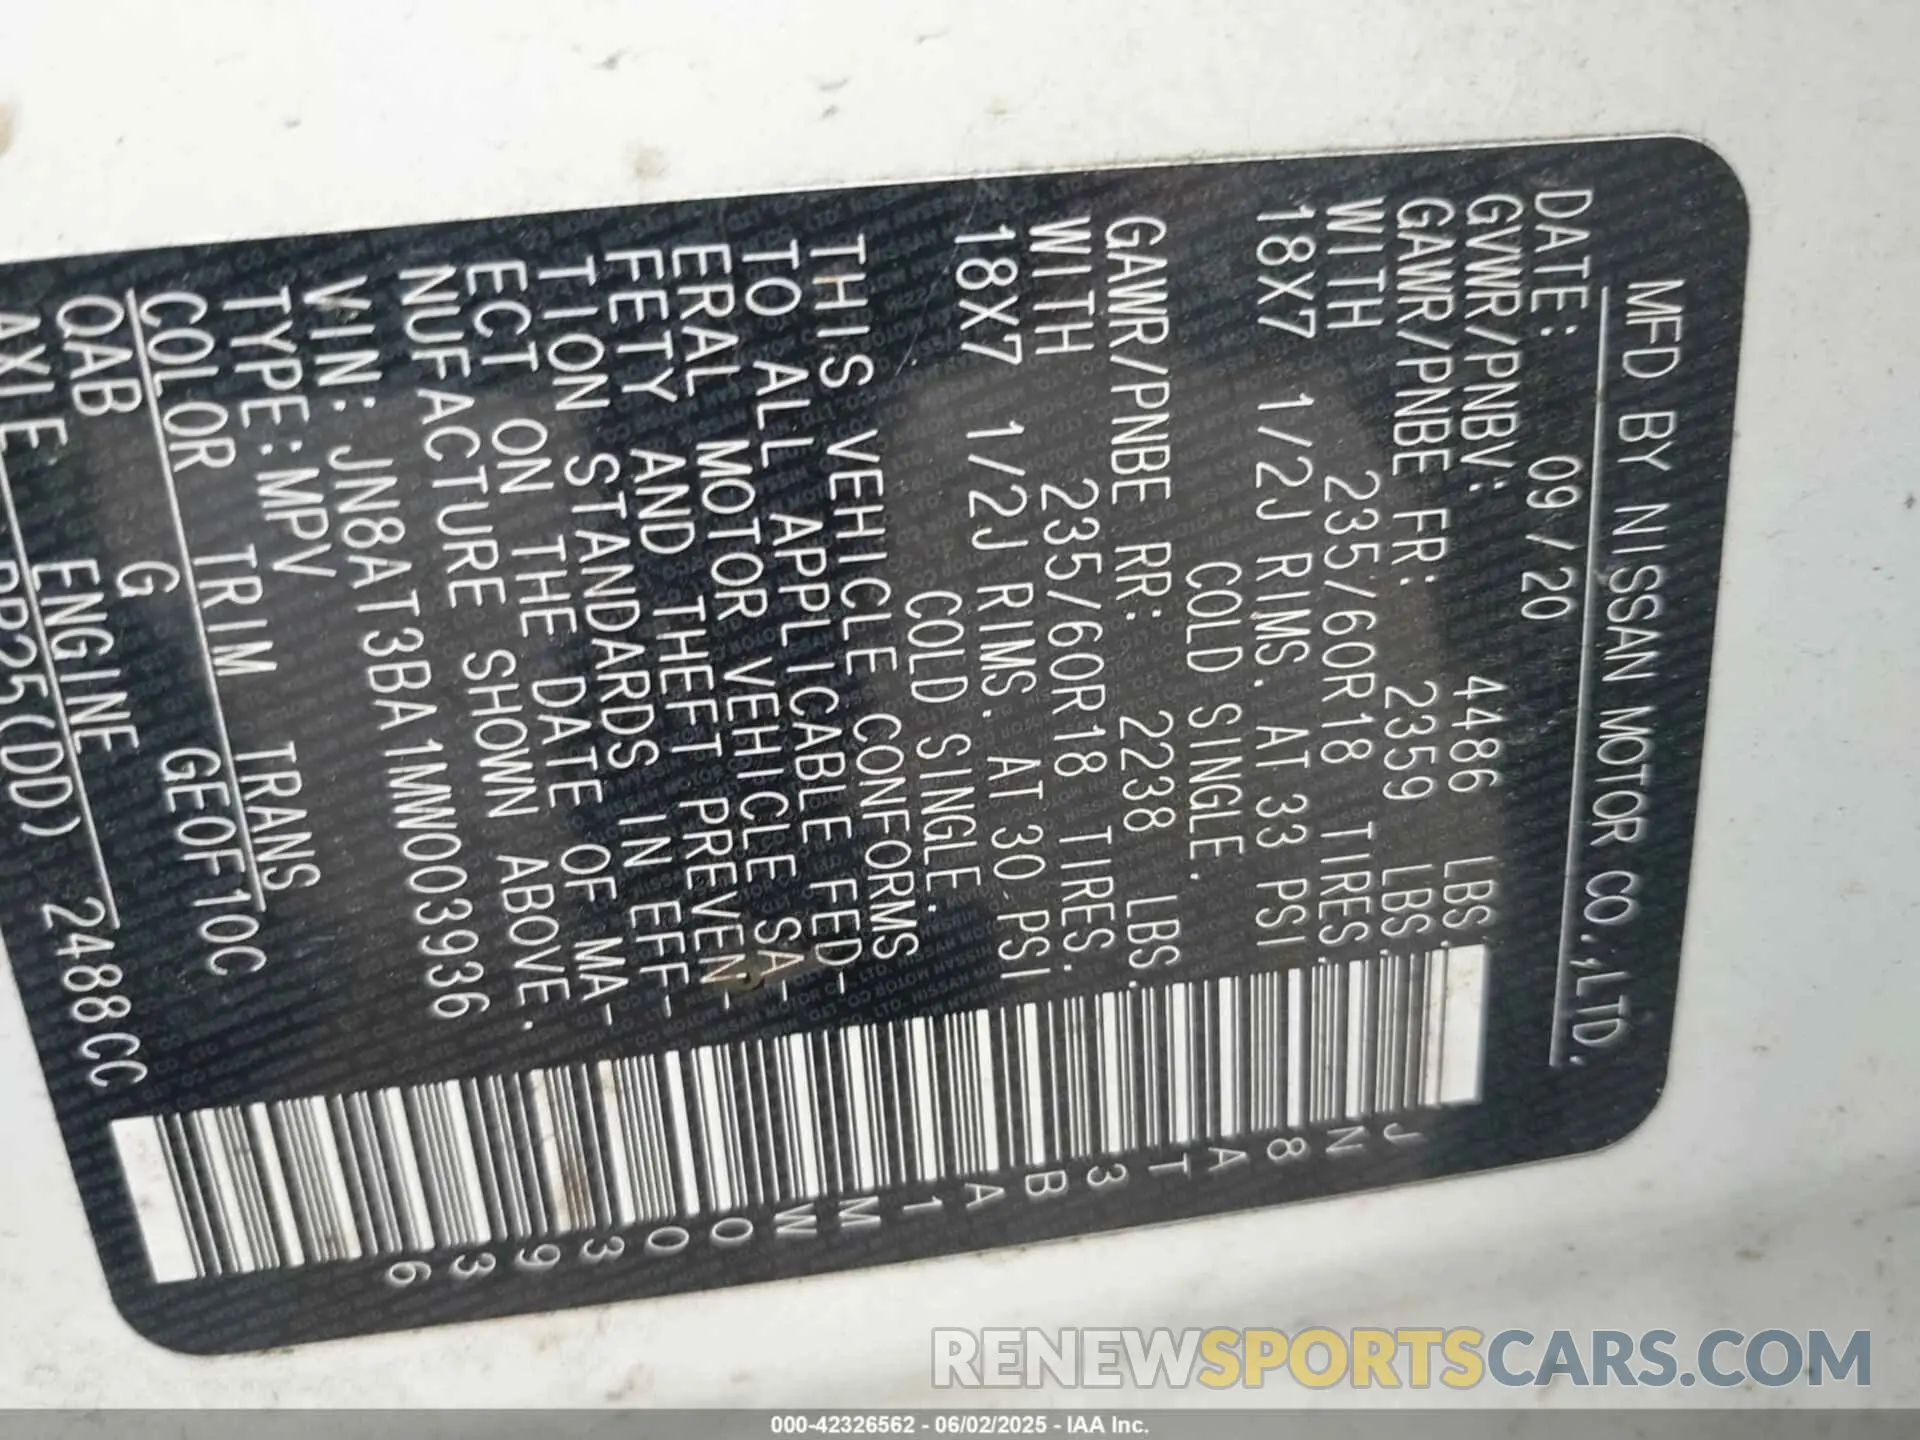 MFD BY NISSAN MOTOR CO.,LTD.
DATE: 09/20
GVWR/PNBV: 4486 LBS.
GAWR/PNBE FR: 2359 LBS.
WITH 235/60R18 TIRES.
18X7 1/2J RIMS. AT 33 PSI
COLD SINGLE.
GAWR/PNBE RR: 2238 LBS.
WITH 235/60R18 TIRES.
18X7 1/2J RIMS. AT 30 PSI
COLD SINGLE.
THIS VEHICLE CONFORMS
TO ALL APPLICABLE FED-
ERAL MOTOR VEHICLE SA-
FETY AND THEFT PREVEN-
TION STANDARDS IN EFF-
ECT ON THE DATE OF MA-
NUFACTURE SHOWN ABOVE.
VIN: JN8AT3BA1MW003936
TYPE:MPV
COLOR TRIM TRANS
QAB G GE0F10C
AXLE ENGINE
PR25(DD) 2488CC
JN8AT3BA1MW003936
RENEWSPORTSCARS.COM
000-42326562 - 06/02/2025 - IAA Inc.